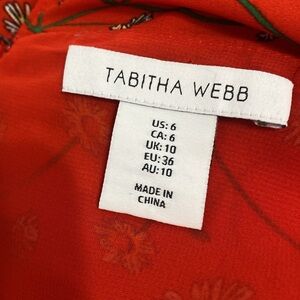 TABITHA WEBB
US: 6
CA: 6
UK: 10
EU: 36
AU: 10
MADE IN
CHINA